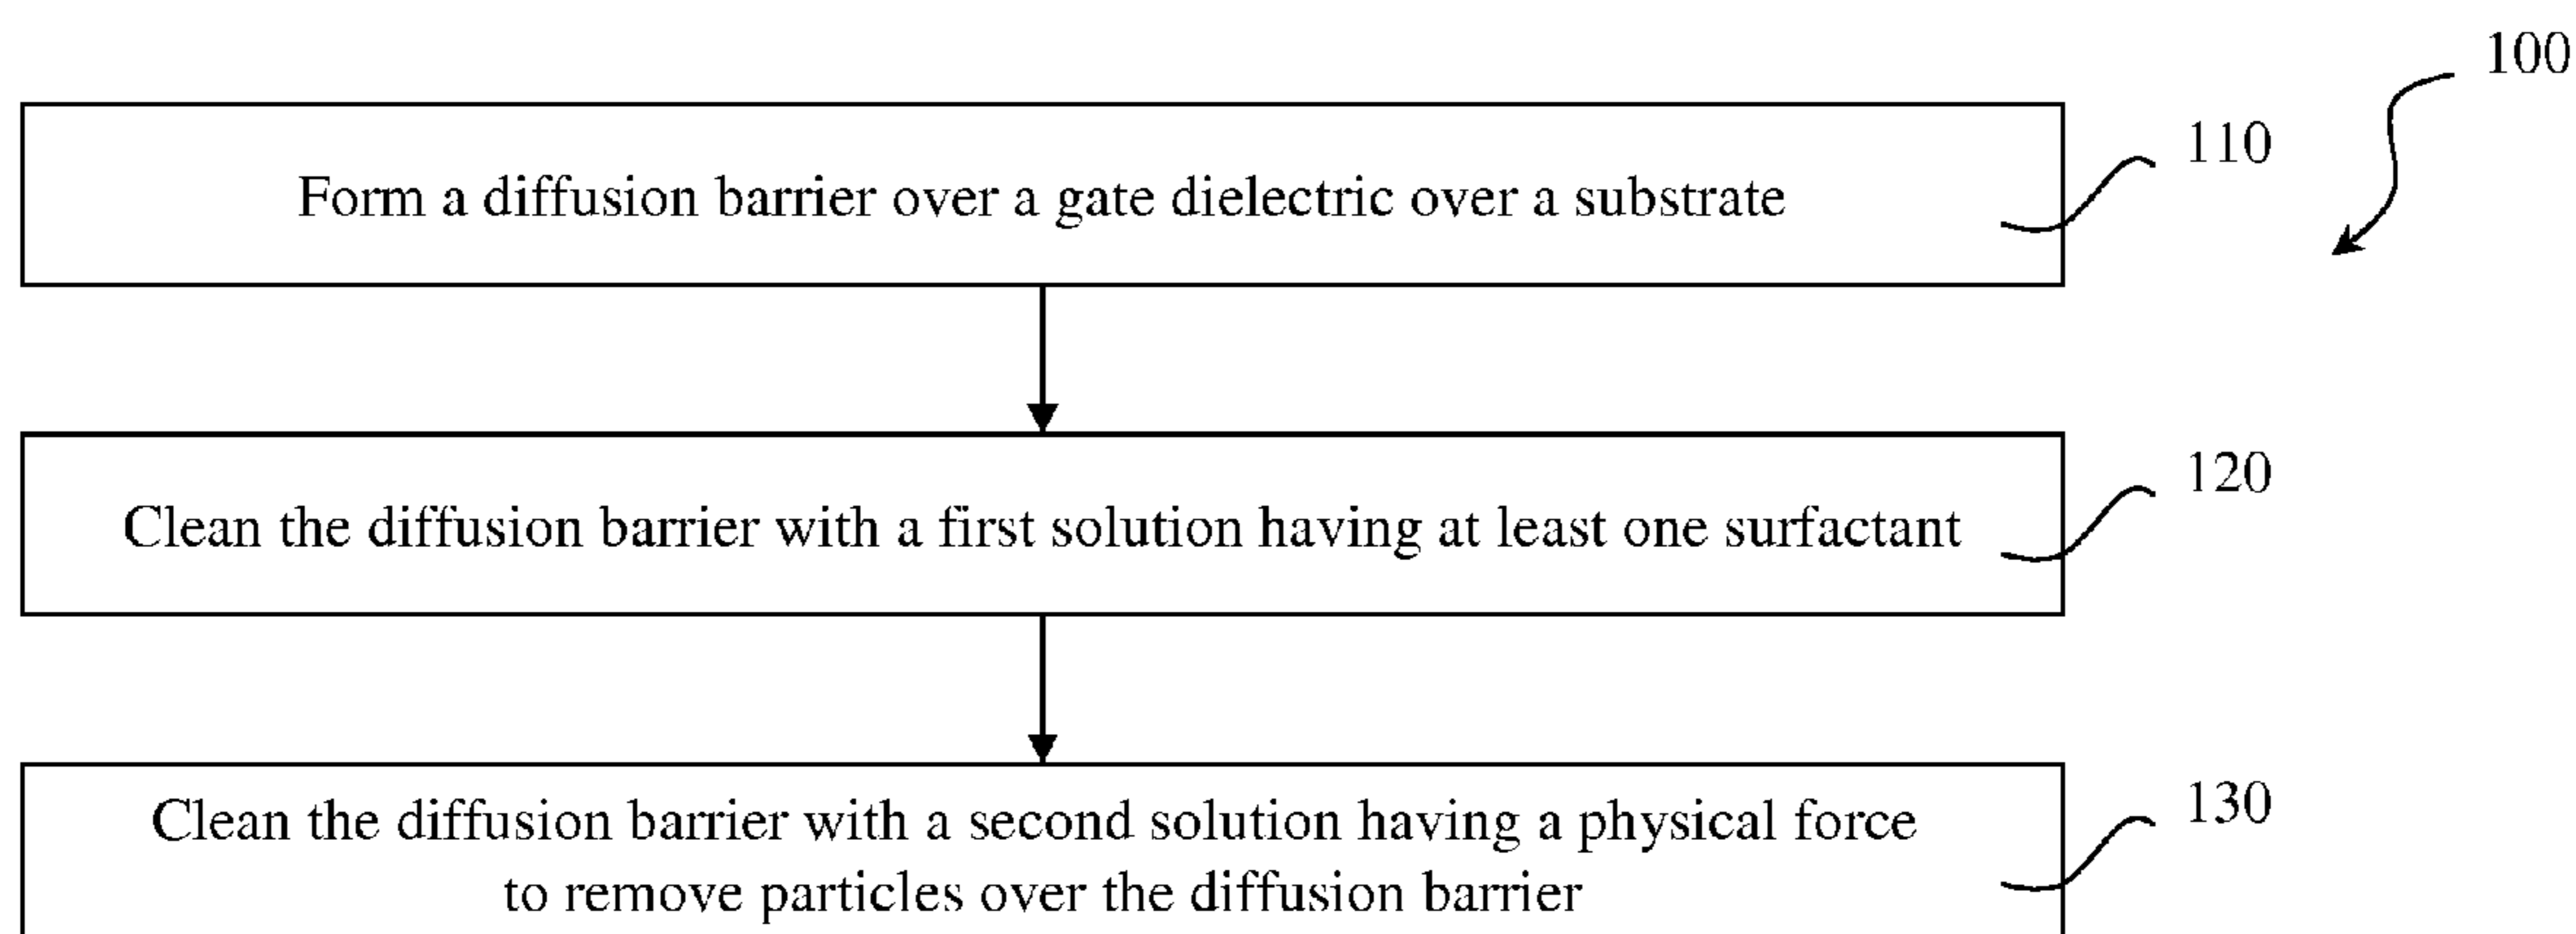 100
110
Form a diffusion barrier over a gate dielectric over a substrate
120
Clean the diffusion barrier with a first solution having at least one surfactant
130
Clean the diffusion barrier with a second solution having a physical force
to remove particles over the diffusion barrier